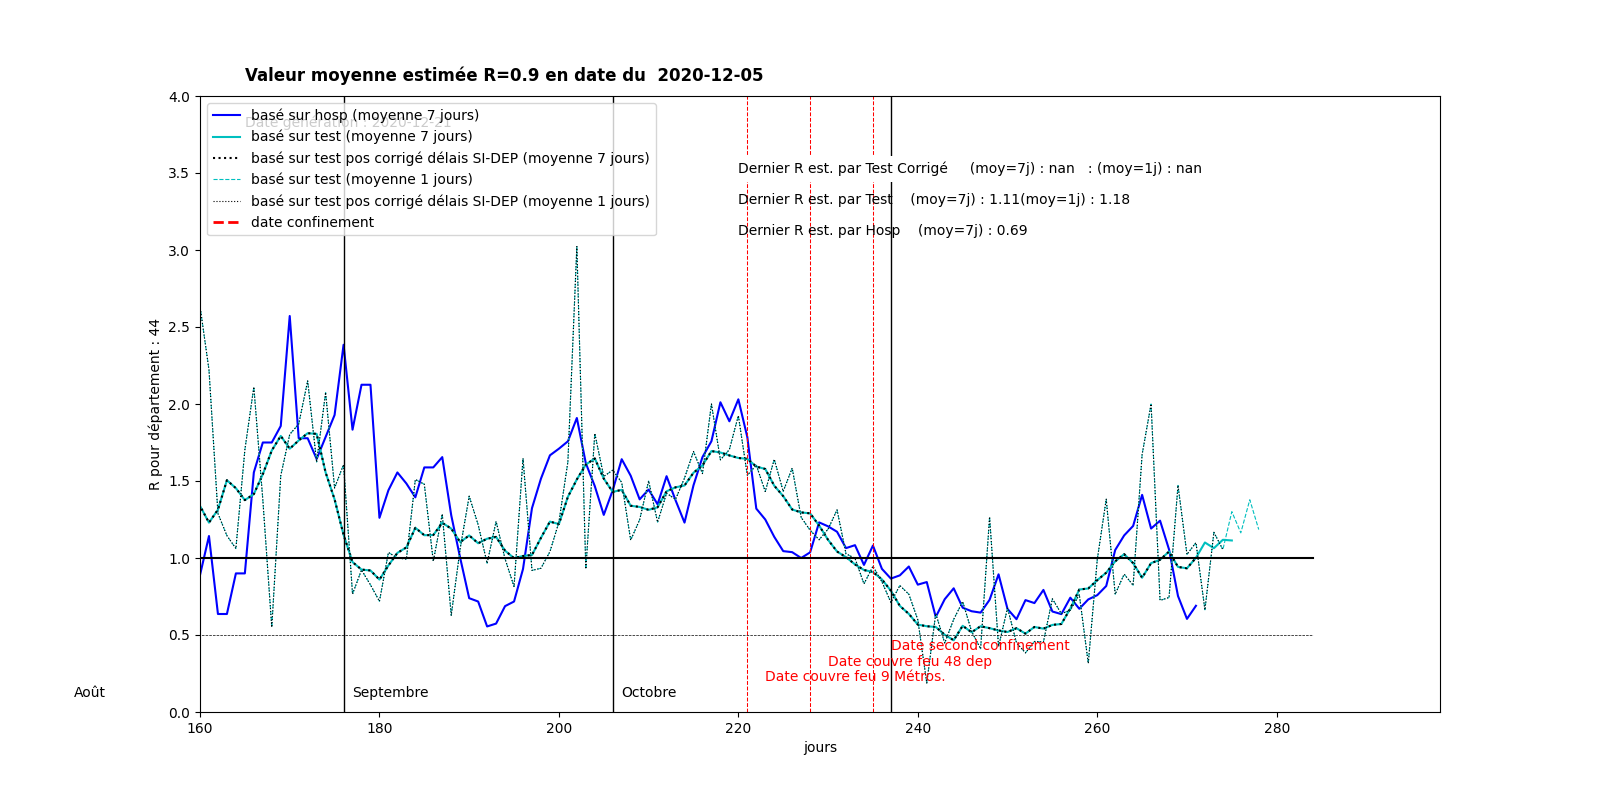 Valeur moyenne estimée R=0.9 en date du  2020-12-05
4.0
basé sur hosp (moyenne 7 jours)
Date génération : 2020-12-21
basé sur test (moyenne 7 jours)
basé sur test pos corrigé délais SI-DEP (moyenne 7 jours)
basé sur test (moyenne 1 jours)
basé sur test pos corrigé délais SI-DEP (moyenne 1 jours)
date confinement
Dernier R est. par Test Corrigé     (moy=7j) : nan   : (moy=1j) : nan
Dernier R est. par Test    (moy=7j) : 1.11(moy=1j) : 1.18
Dernier R est. par Hosp    (moy=7j) : 0.69
3.5
3.0
2.5
2.0
1.5
1.0
0.5
0.0
R pour département : 44
Date second confinement
Date couvre feu 48 dep
Date couvre feu 9 Métros.
Août
Septembre
Octobre
160 180 200 220 240 260 280
jours